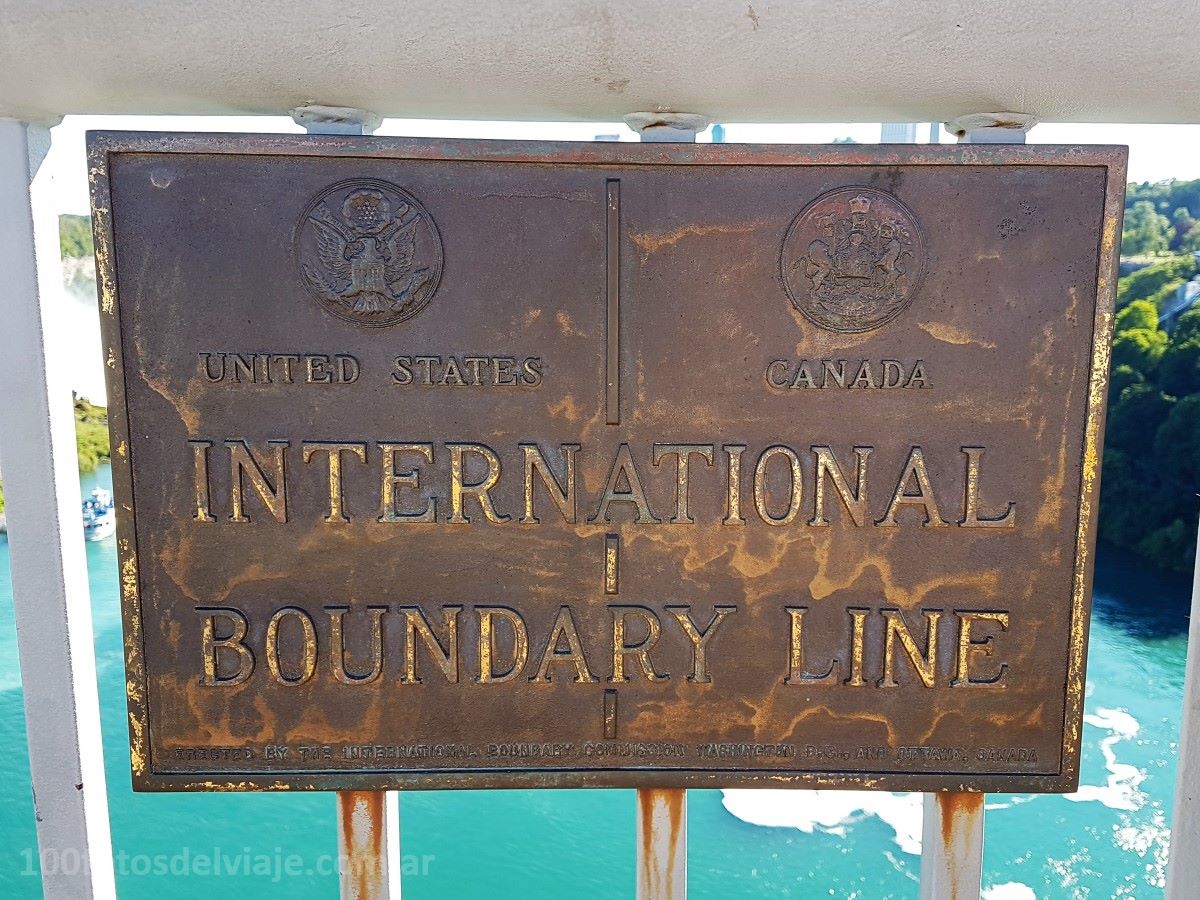 UNITED STATES
CANADA
INTERNATIONAL
BOUNDARY LINE
ERECTED BY THE INTERNATIONAL BOUNDARY COMMISSION WASHINGTON, D.C., AND OTTAWA, CANADA
100fotosdelviaje.com.ar